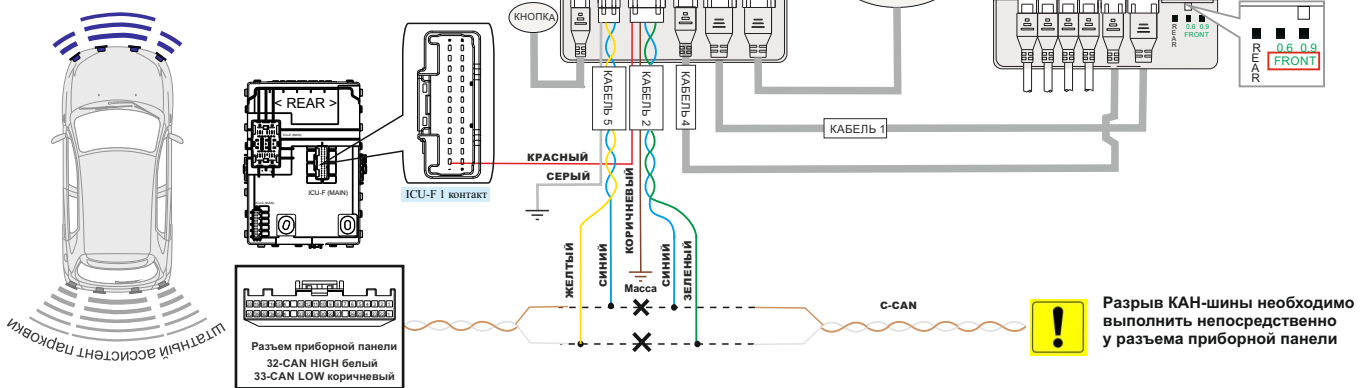 КНОПКА
КАБЕЛЬ 5
КАБЕЛЬ 2
КАБЕЛЬ 4
КАБЕЛЬ 1
REAR
0.6 0.9
FRONT
REAR
0.6 0.9
FRONT
< REAR >
ICU-F (MAIN)
ICU-F 1 контакт
КРАСНЫЙ
СЕРЫЙ
КОРИЧНЕВЫЙ
ЖЕЛТЫЙ
СИНИЙ
СИНИЙ
ЗЕЛЕНЫЙ
Масса
C-CAN
штатный ассистент парковки
Разъем приборной панели
32-CAN HIGH белый
33-CAN LOW коричневый
!
Разрыв КАН-шины необходимо
выполнить непосредственно
у разъема приборной панели